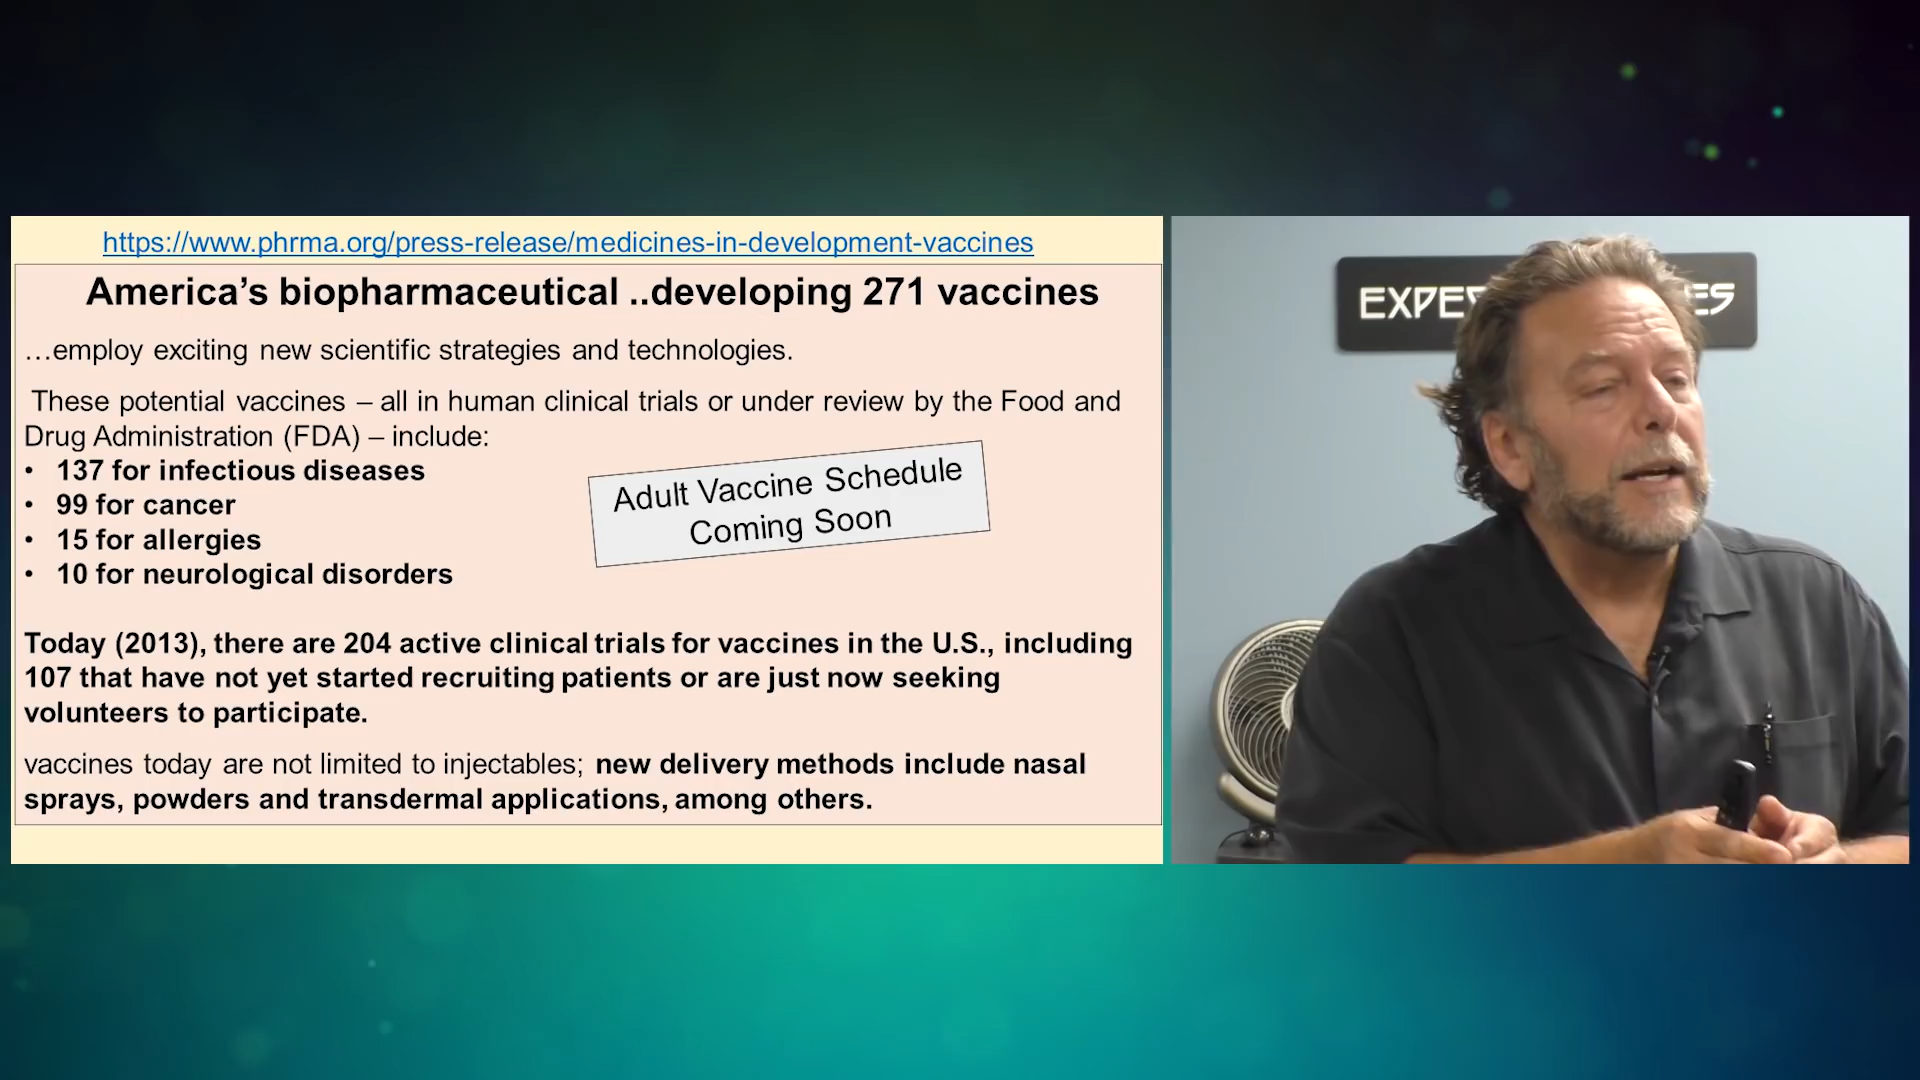 https://www.phrma.org/press-release/medicines-in-development-vaccines
America's biopharmaceutical ..developing 271 vaccines
…employ exciting new scientific strategies and technologies.
These potential vaccines – all in human clinical trials or under review by the Food and
Drug Administration (FDA) – include:
• 137 for infectious diseases
• 99 for cancer
• 15 for allergies
• 10 for neurological disorders
Adult Vaccine Schedule
Coming Soon
Today (2013), there are 204 active clinical trials for vaccines in the U.S., including
107 that have not yet started recruiting patients or are just now seeking
volunteers to participate.
vaccines today are not limited to injectables; new delivery methods include nasal
sprays, powders and transdermal applications, among others.